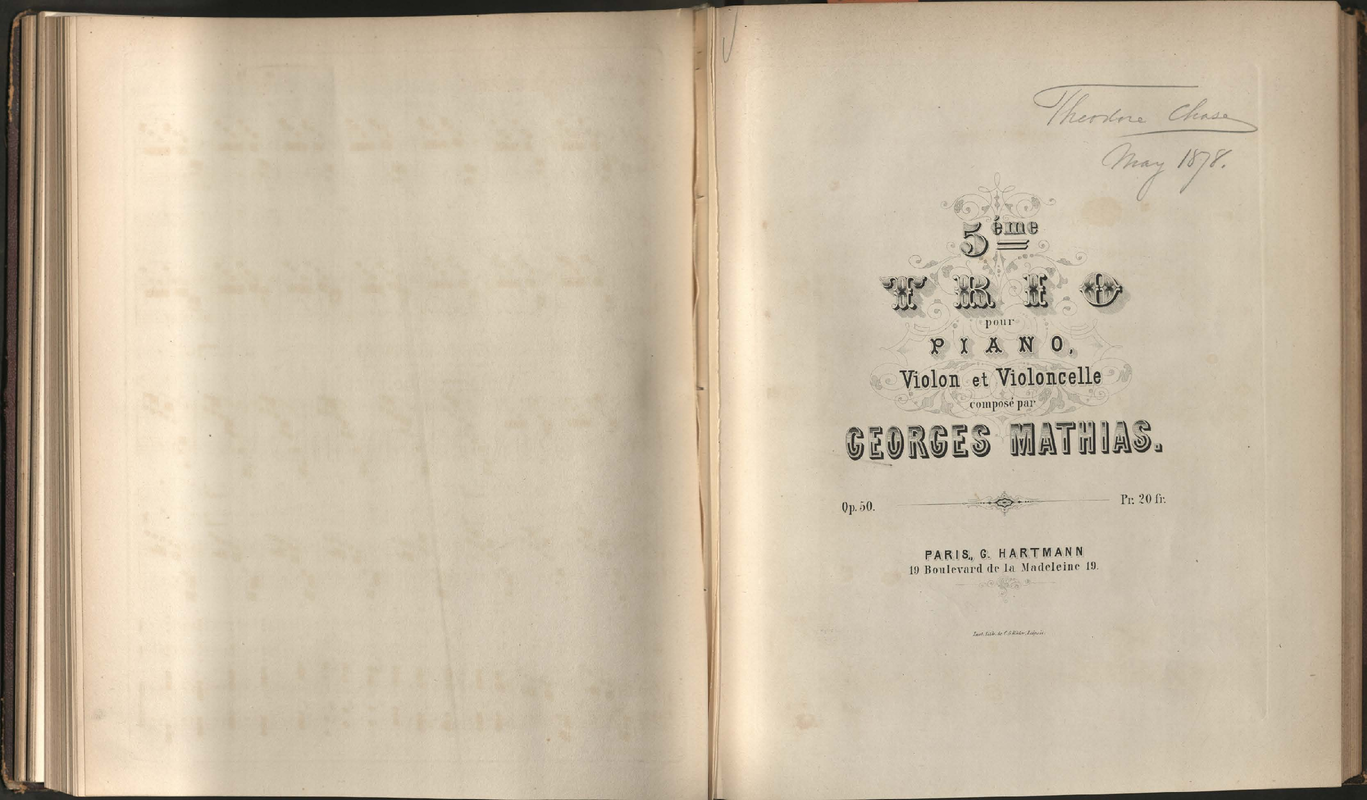 Theodore Chase
May 1878.
5ème
TRIO
pour
PIANO,
Violon et Violoncelle
composé par
GEORGES MATHIAS.
Op. 50. Pr. 20 fr.
PARIS, G. HARTMANN
19 Boulevard de la Madeleine 19.